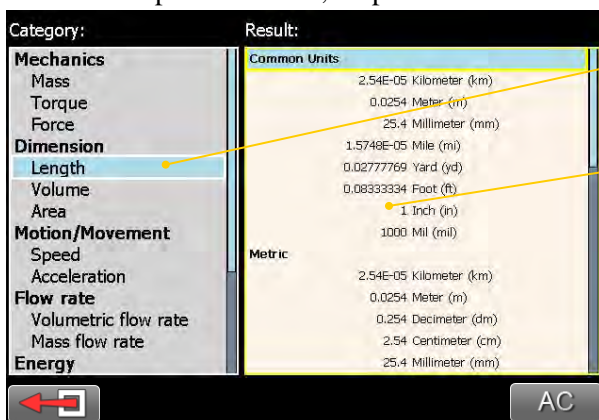 Category:
Mechanics
Mass
Torque
Force
Dimension
Length
Volume
Area
Motion/Movement
Speed
Acceleration
Flow rate
Volumetric flow rate
Mass flow rate
Energy
Result:
Common Units
2.54E-05 Kilometer (km)
0.0254 Meter (m)
25.4 Millimeter (mm)
1.5748E-05 Mile (mi)
0.02777769 Yard (yd)
0.08333334 Foot (ft)
1 Inch (in)
1000 Mil (mil)
Metric
2.54E-05 Kilometer (km)
0.0254 Meter (m)
0.254 Decimeter (dm)
2.54 Centimeter (cm)
25.4 Millimeter (mm)
AC